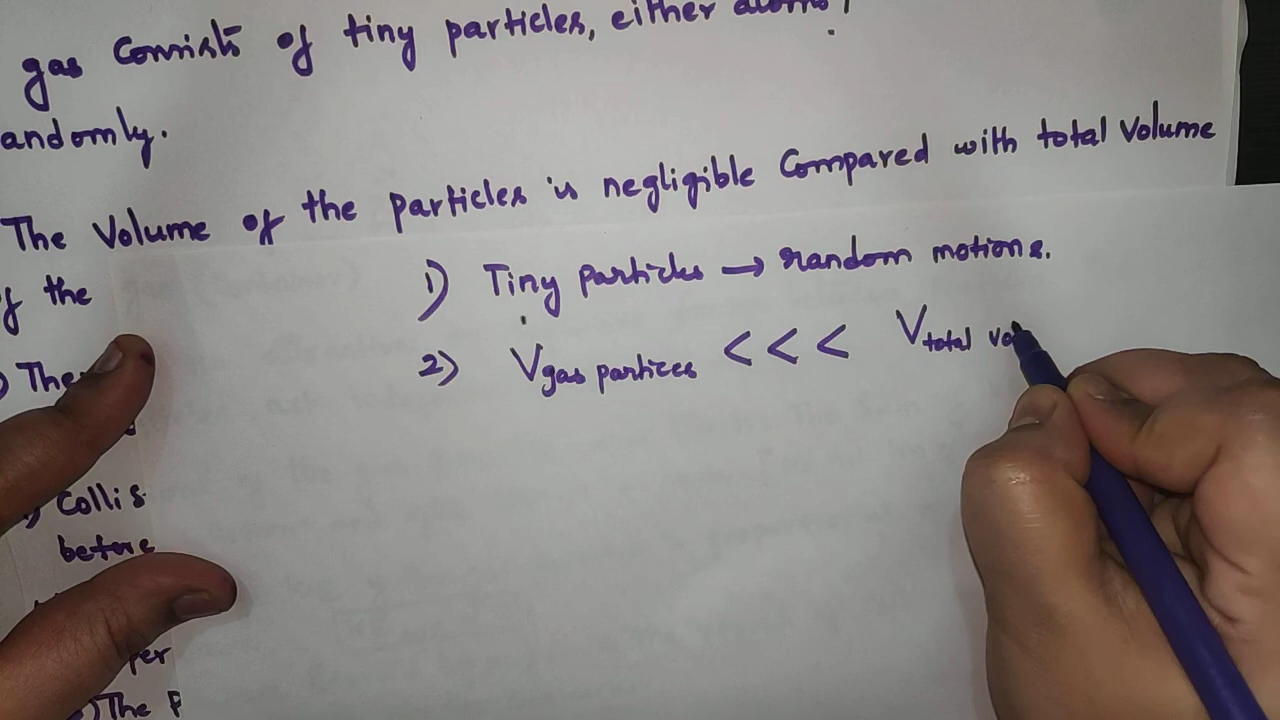 gas Consists of tiny particles, either
andomly.
The Volume of the particles is negligible Compared with total Volume
of the
1) Tiny particles → random motions.
2) Vgas partices < < < Vtotal vo
The
Collis
before
per
The P